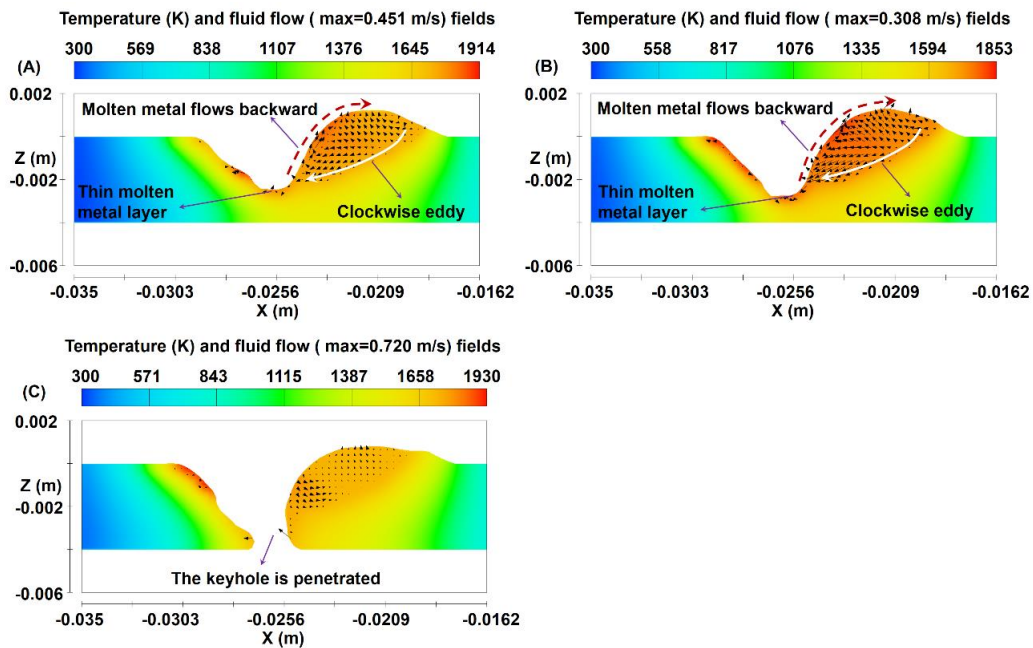 Temperature (K) and fluid flow ( max=0.451 m/s) fields
300 569 838 1107 1376 1645 1914
(A)
0.002
Molten metal flows backward
Z (m)
-0.002
Thin molten
metal layer
Clockwise eddy
-0.006
-0.035 -0.0303 -0.0256 -0.0209 -0.0162
X (m)
Temperature (K) and fluid flow ( max=0.308 m/s) fields
300 558 817 1076 1335 1594 1853
(B)
0.002
Molten metal flows backward
Z (m)
-0.002
Thin molten
metal layer
Clockwise eddy
-0.006
-0.035 -0.0303 -0.0256 -0.0209 -0.0162
X (m)
Temperature (K) and fluid flow ( max=0.720 m/s) fields
300 571 843 1115 1387 1658 1930
(C)
0.002
Z (m)
-0.002
The keyhole is penetrated
-0.006
-0.035 -0.0303 -0.0256 -0.0209 -0.0162
X (m)